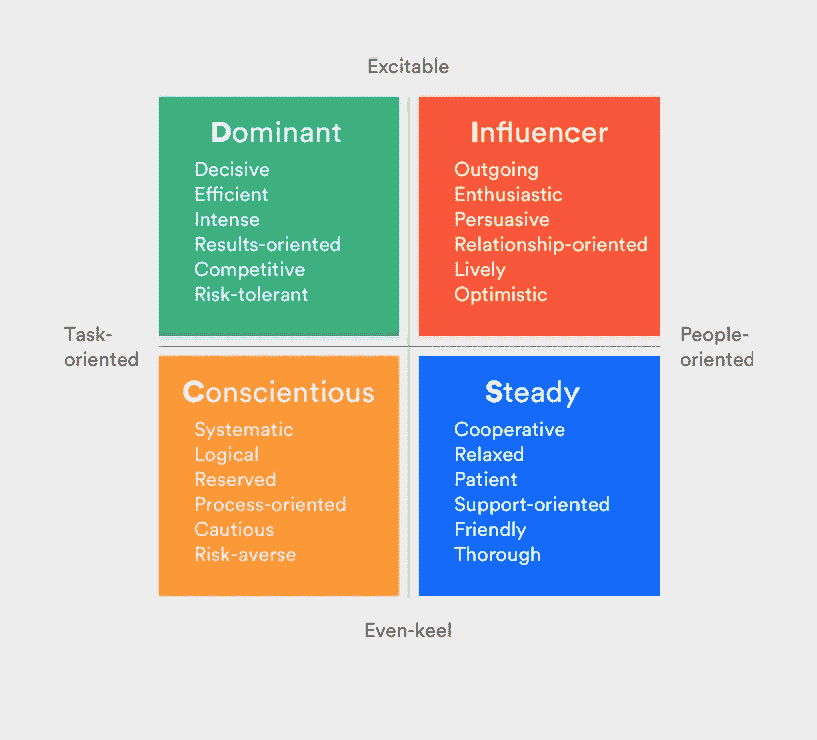 Excitable
Dominant
Decisive
Efficient
Intense
Results-oriented
Competitive
Risk-tolerant
Influencer
Outgoing
Enthusiastic
Persuasive
Relationship-oriented
Lively
Optimistic
Task-
oriented
People-
oriented
Conscientious
Systematic
Logical
Reserved
Process-oriented
Cautious
Risk-averse
Steady
Cooperative
Relaxed
Patient
Support-oriented
Friendly
Thorough
Even-keel